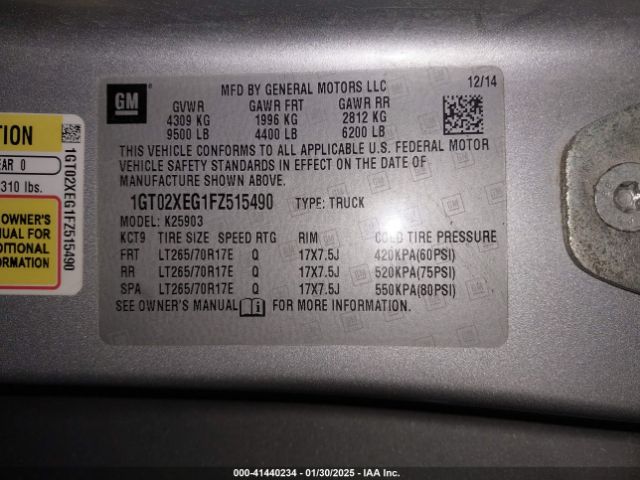 GM
MFD BY GENERAL MOTORS LLC 12/14
GVWR GAWR FRT GAWR RR
4309 KG 1996 KG 2812 KG
9500 LB 4400 LB 6200 LB
THIS VEHICLE CONFORMS TO ALL APPLICABLE U.S. FEDERAL MOTOR
VEHICLE SAFETY STANDARDS IN EFFECT ON THE DATE OF
MANUFACTURE SHOWN ABOVE.
1GT02XEG1FZ515490 TYPE: TRUCK
MODEL: K25903
KCT9 TIRE SIZE SPEED RTG RIM COLD TIRE PRESSURE
FRT LT265/70R17E Q 17X7.5J 420KPA(60PSI)
RR LT265/70R17E Q 17X7.5J 520KPA(75PSI)
SPA LT265/70R17E Q 17X7.5J 550KPA(80PSI)
SEE OWNER'S MANUAL FOR MORE INFORMATION.
TION
EAR 0
310 lbs.
OWNER'S
NUAL FOR
DITIONAL
RMATION
1GT02XEG1FZ515490
000-41440234 - 01/30/2025 - IAA Inc.